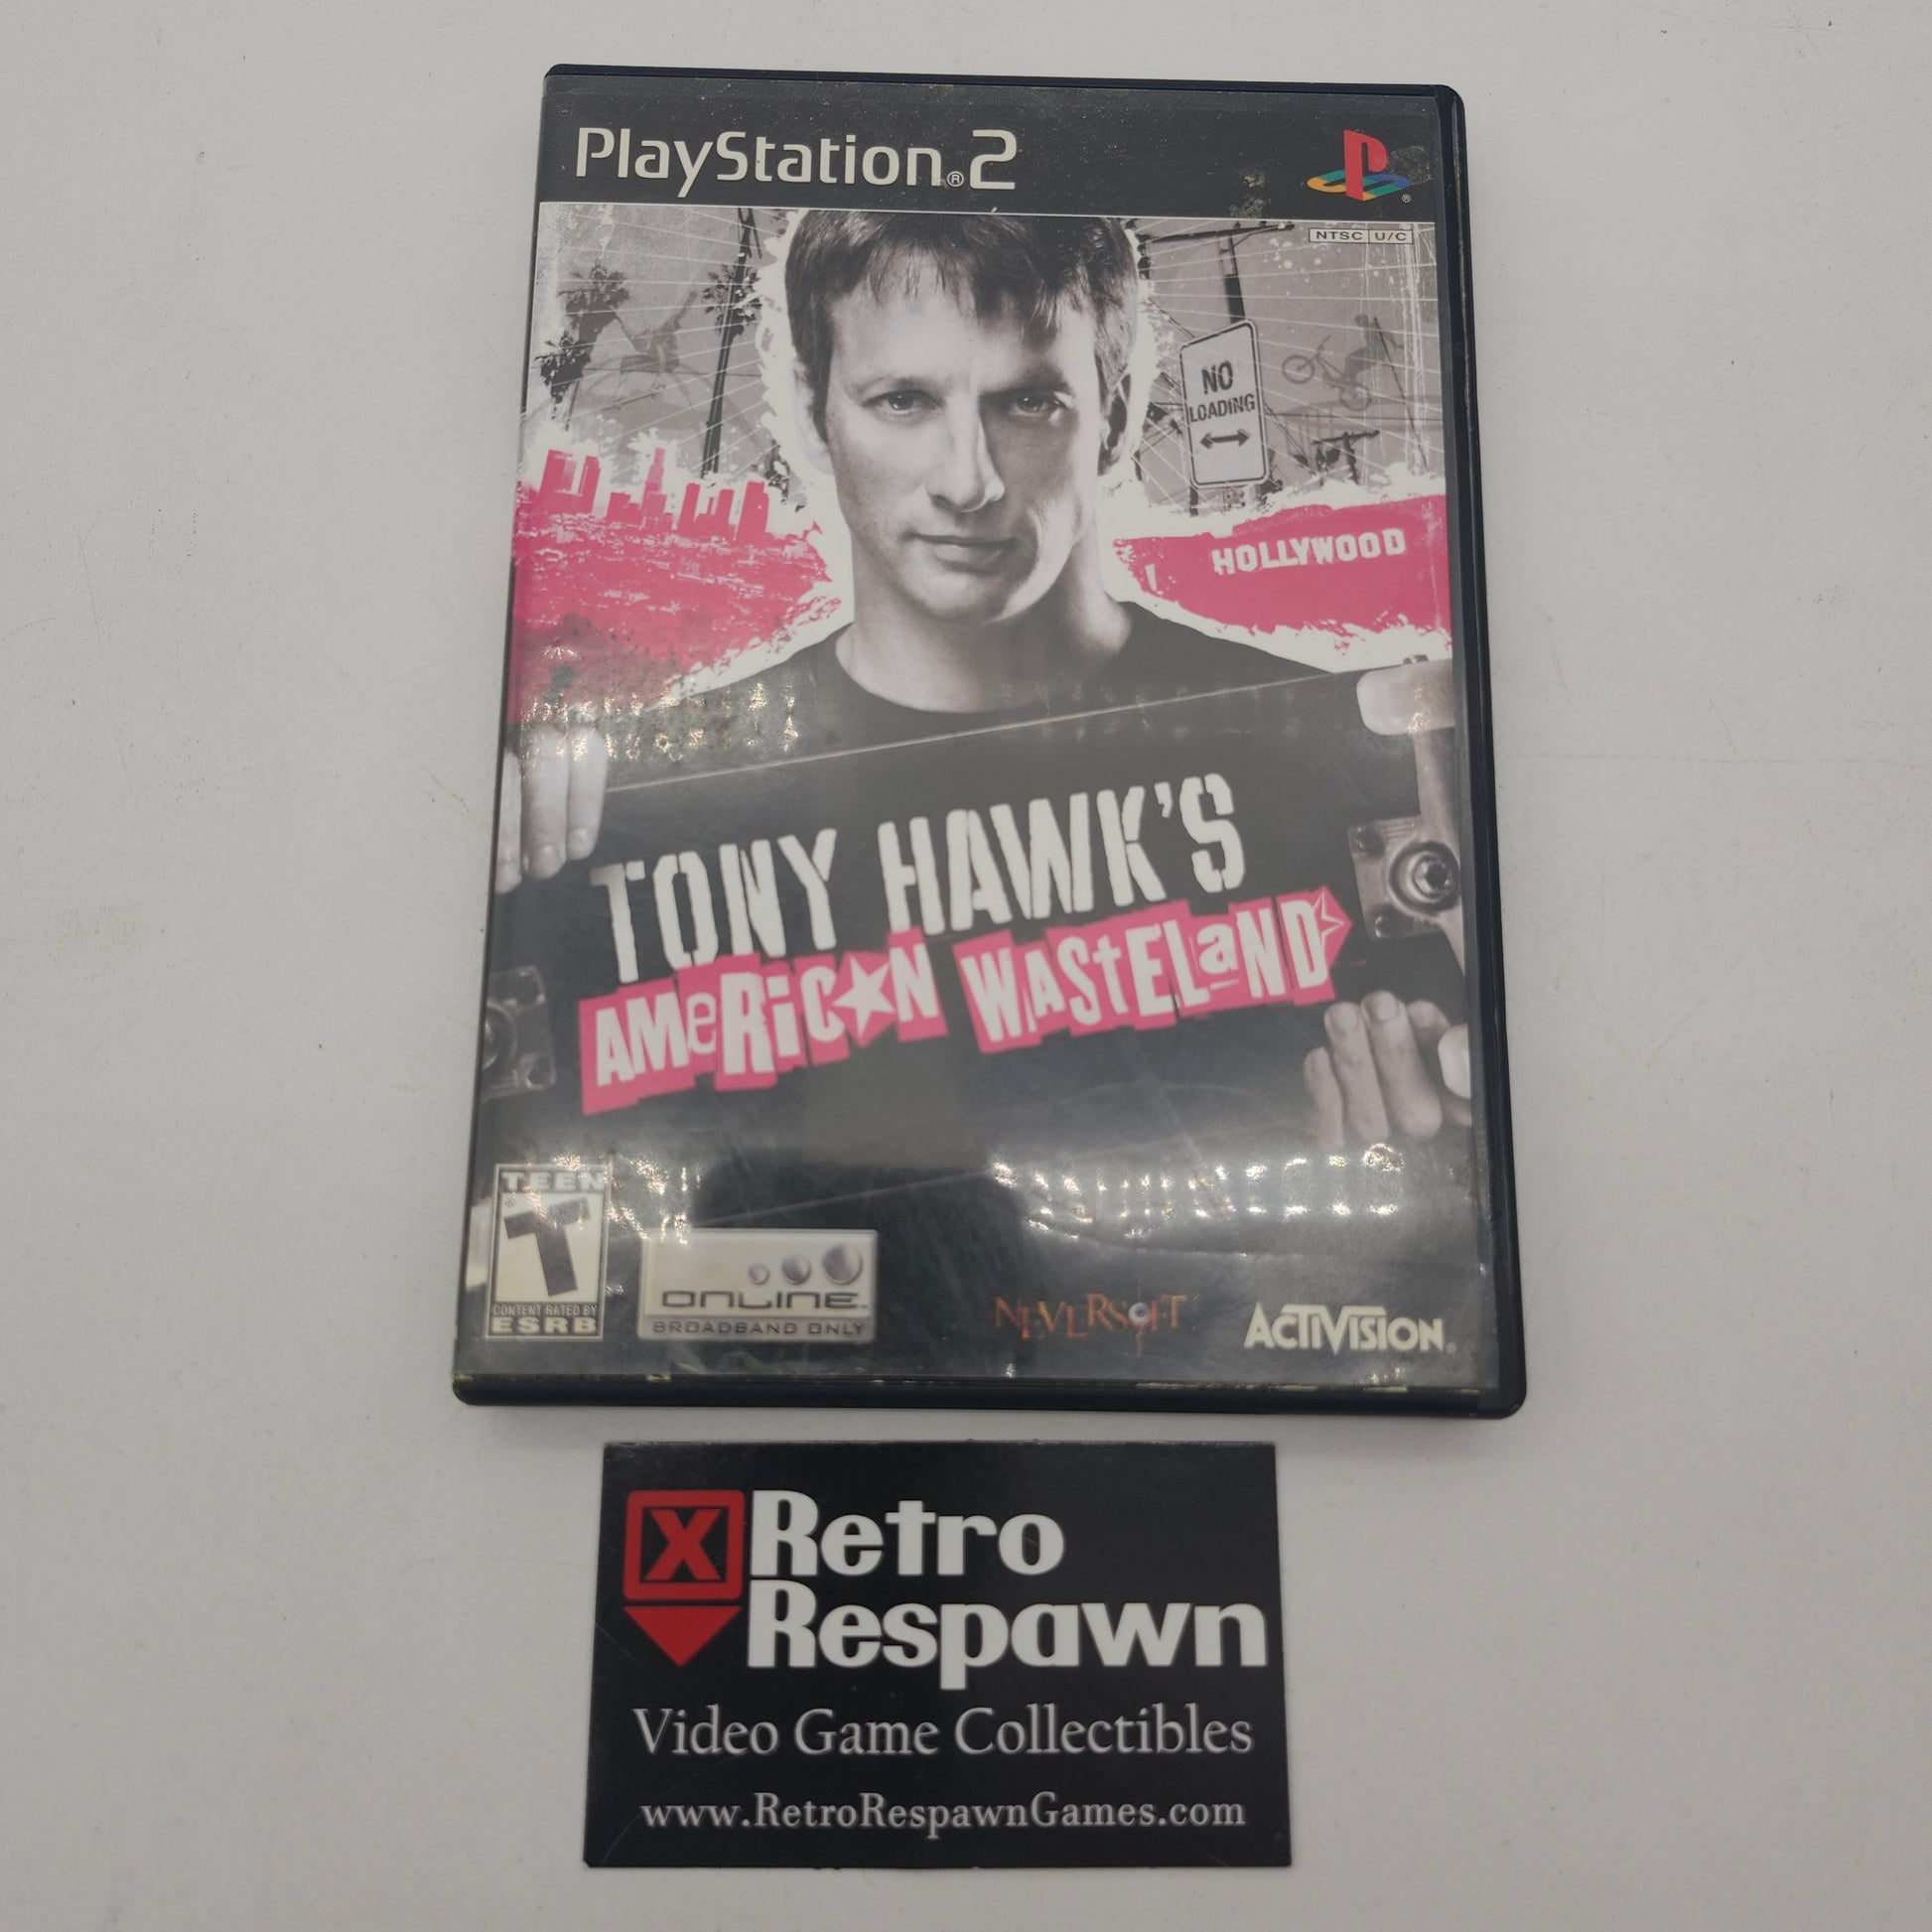 PlayStation®2
NTSC U/C
NO
LOADING
HOLLYWOOD
TONY HAWK'S
AMeRiC★N WAStELaND
TEEN
T
CONTENT RATED BY
ESRB
ONLINE
BROADBAND ONLY
NEVERSOFT
ACTIVISION®
X Retro
Respawn
Video Game Collectibles
www.RetroRespawnGames.com